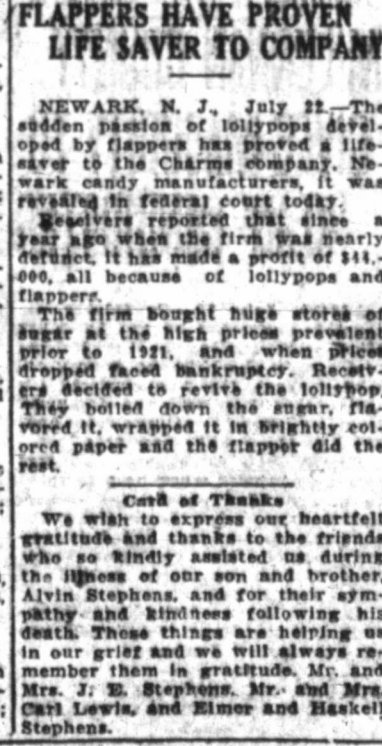 FLAPPERS HAVE PROVEN
LIFE SAVER TO COMPANY
NEWARK, N. J., July 22.—The
sudden passion of lollypops devel-
oped by flappers has proved a life-
saver to the Charms company, Ne-
wark candy manufacturers, it was
revealed in federal court today.
Receivers reported that since a
year ago when the firm was nearly
defunct, it has made a profit of $44,-
000, all because of lollypops and
flappers.
The firm bought huge stores of
sugar at the high prices prevalent
prior to 1921, and when prices
dropped faced bankruptcy. Receiv-
ers decided to revive the lollypop.
They boiled down the sugar, fla-
vored it, wrapped it in brightly col-
ored paper and the flapper did the
rest.
Card of Thanks
We wish to express our heartfelt
gratitude and thanks to the friends
who so kindly assisted us during
the illness of our son and brother,
Alvin Stephens, and for their sym-
pathy and kindness following his
death. These things are helping us
in our grief and we will always re-
member them in gratitude. Mr. and
Mrs. J. E. Stephens, Mr. and Mrs.
Carl Lewis, and Elmer and Haskell
Stephens.